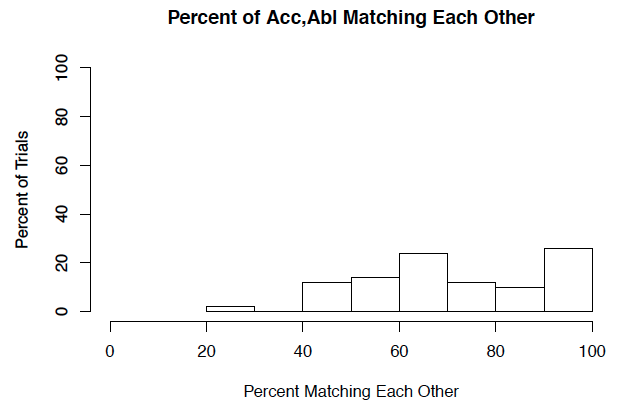 Percent of Acc,Abl Matching Each Other
Percent of Trials
100
80
60
40
20
0
0 20 40 60 80 100
Percent Matching Each Other